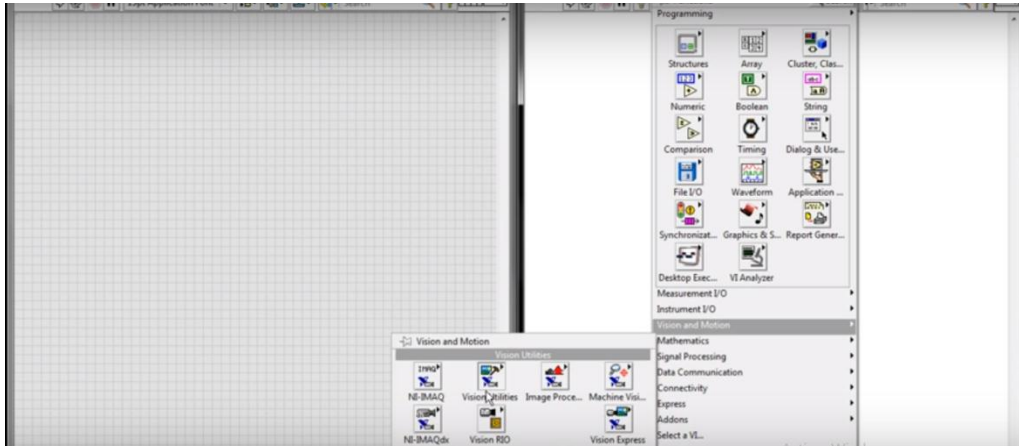 Search
Programming
Structures
Array
Cluster, Clas...
Numeric
Boolean
String
Comparison
Timing
Dialog & Use...
File I/O
Waveform
Application ...
Synchronizat...
Graphics & S...
Report Gener...
Desktop Exec...
VI Analyzer
Measurement I/O
Instrument I/O
Vision and Motion
Mathematics
Signal Processing
Data Communication
Connectivity
Express
Addons
Select a VI...
Vision and Motion
Vision Utilities
NI-IMAQ
Vision Utilities
Image Proce...
Machine Visi...
NI-IMAQdx
Vision RIO
Vision Express